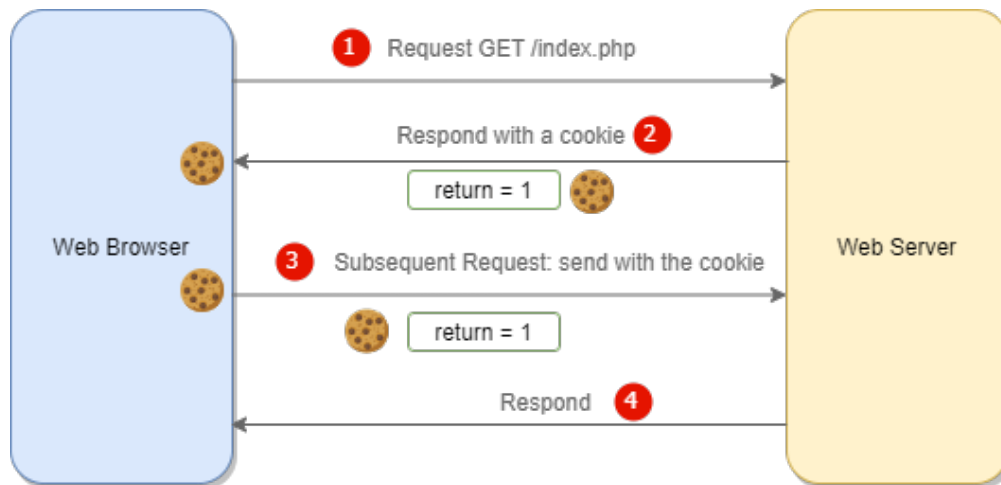 1 Request GET /index.php
Respond with a cookie 2
return = 1
Web Browser
Web Server
3 Subsequent Request: send with the cookie
return = 1
Respond 4